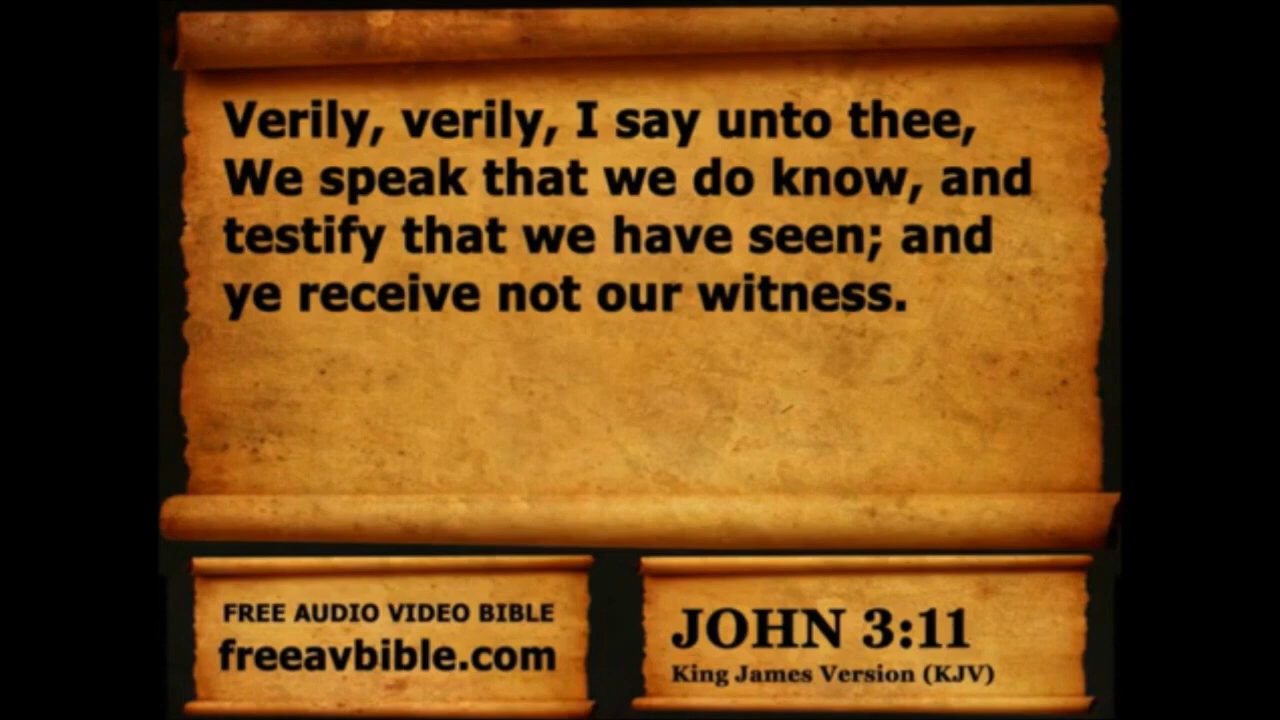 Verily, verily, I say unto thee,
We speak that we do know, and
testify that we have seen; and
ye receive not our witness.
FREE AUDIO VIDEO BIBLE
freeavbible.com
JOHN 3:11
King James Version (KJV)